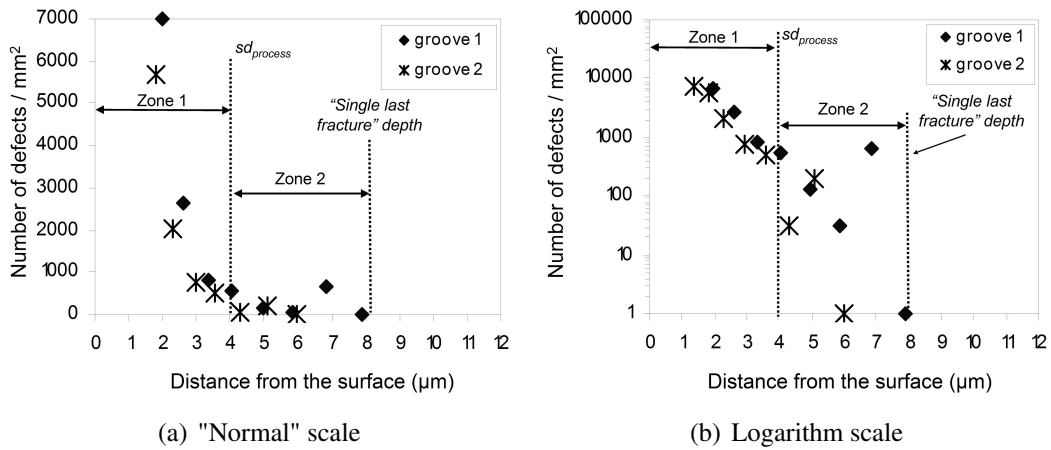 7000
6000
5000
4000
3000
2000
1000
0
Number of defects / mm2
0 1 2 3 4 5 6 7 8 9 10 11 12
Distance from the surface (µm)
sdprocess
Zone 1
Zone 2
"Single last
fracture" depth
groove 1
groove 2
(a) "Normal" scale
100000
10000
1000
100
10
1
Number of defects / mm2
0 1 2 3 4 5 6 7 8 9 10 11 12
Distance from the surface (µm)
Zone 1
sdprocess
Zone 2
groove 1
groove 2
"Single last
fracture" depth
(b) Logarithm scale